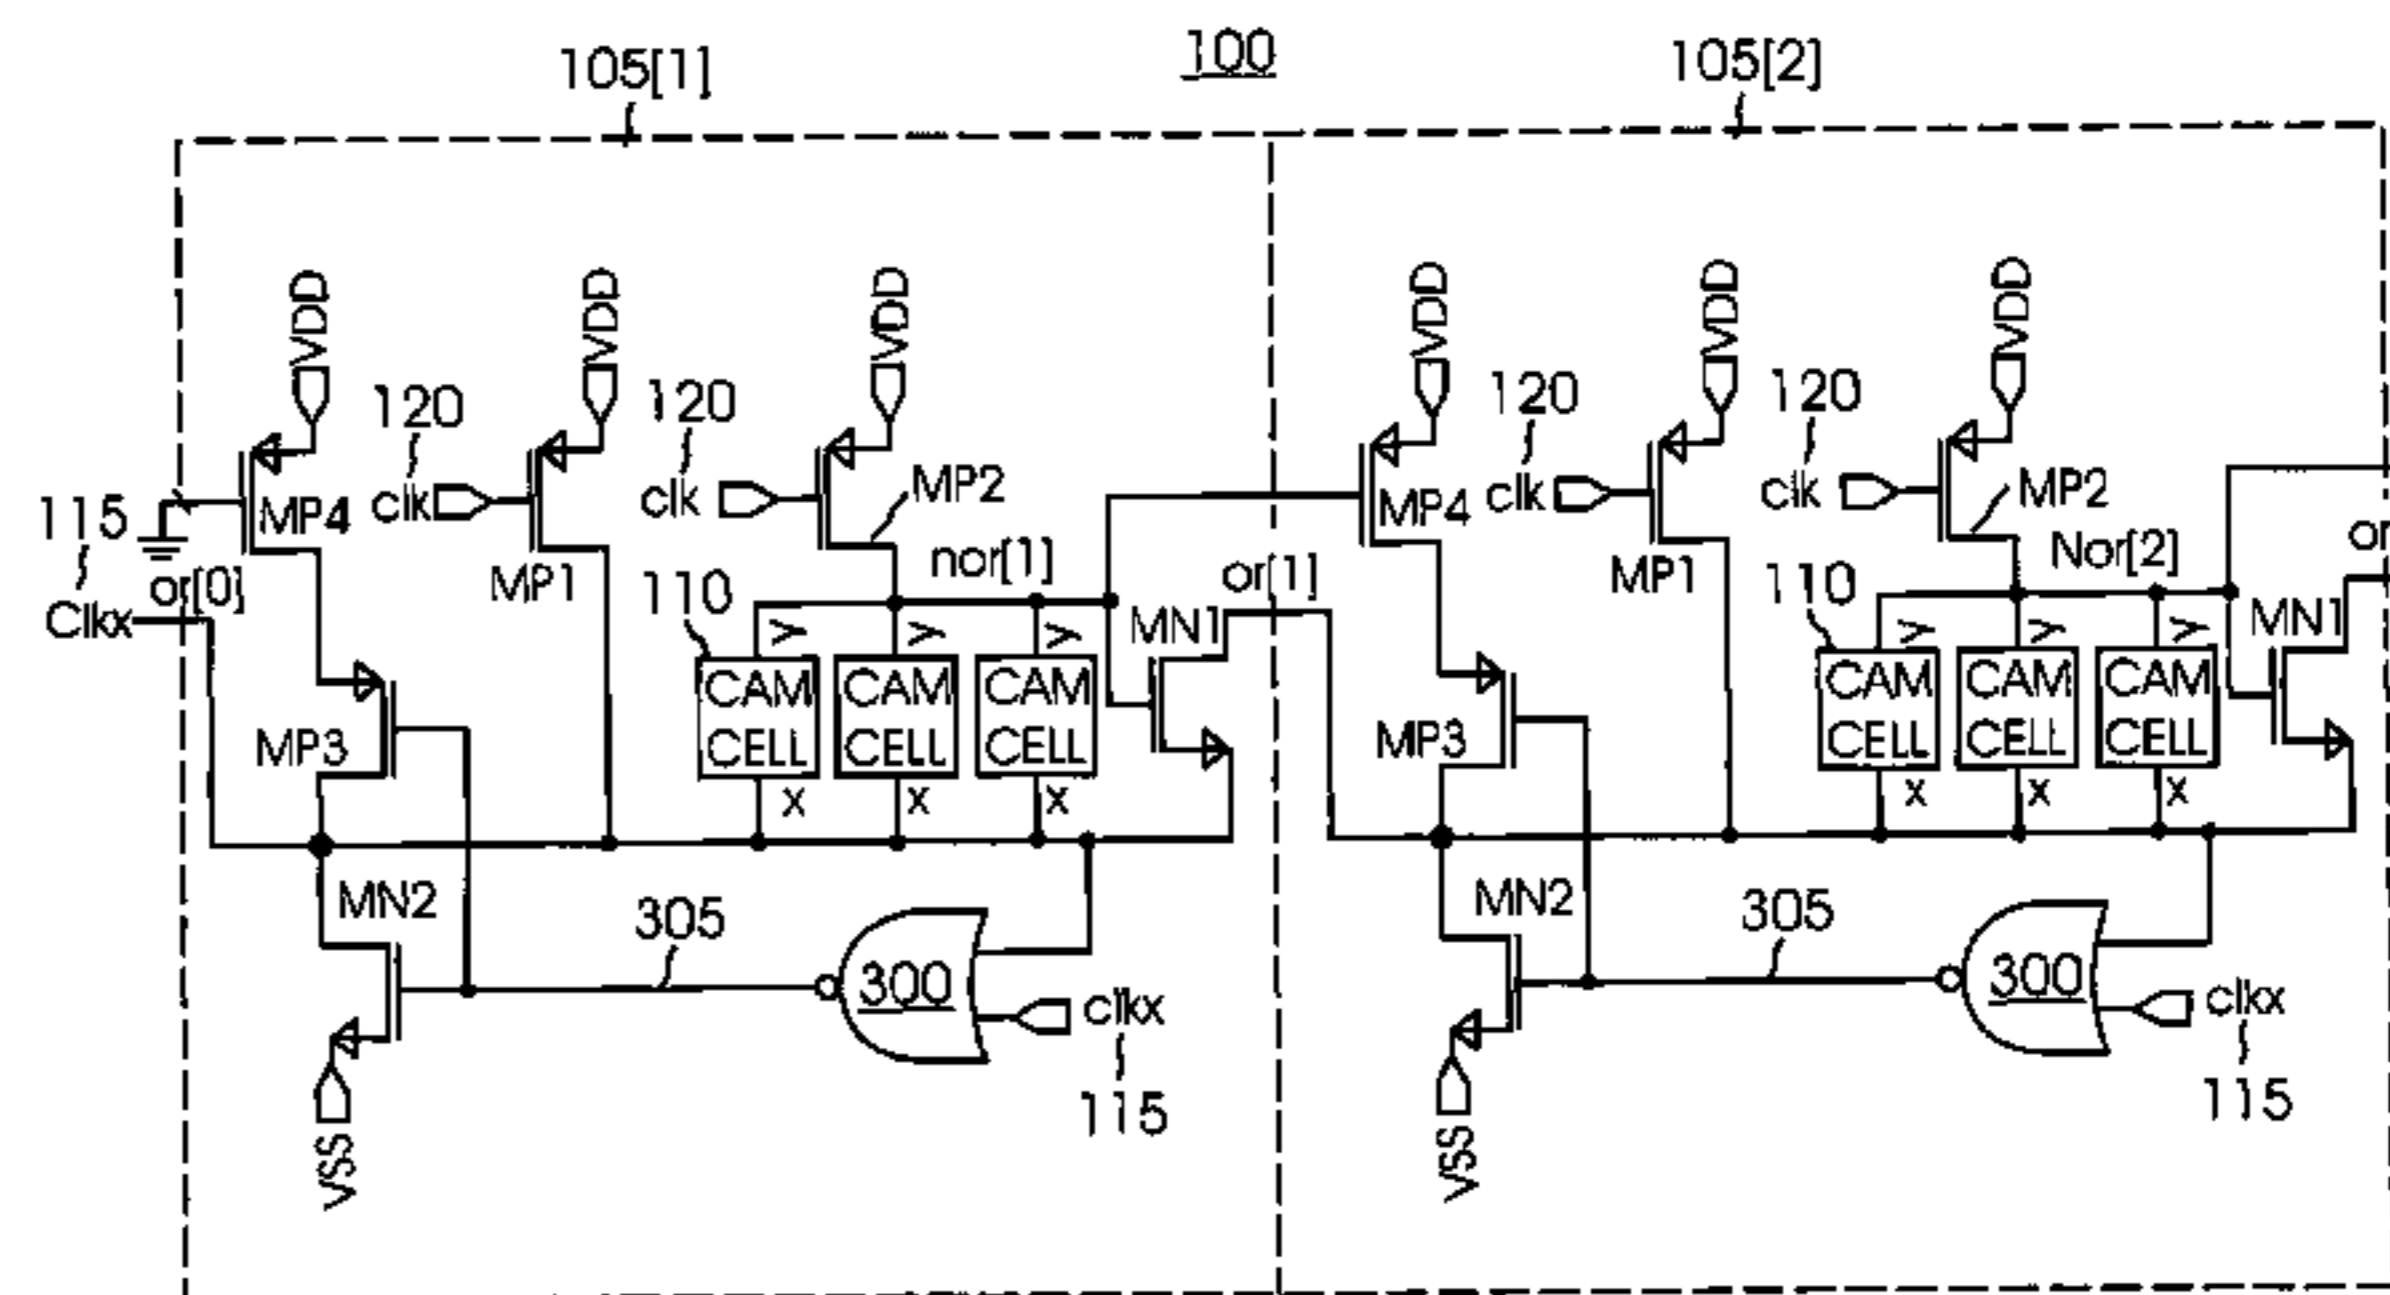 100
105[1]
105[2]
VDD
VDD
VDD
VDD
VDD
VDD
120
120
120
120
115
MP4
clk
clk
MP2
MP4
clk
clk
MP2
or[0]
MP1
110
nor[1]
or[1]
MP1
110
Nor[2]
or
Clkx
MN1
MN1
y
y
y
y
y
y
MP3
CAM CELL
CAM CELL
CAM CELL
MP3
CAM CELL
CAM CELL
CAM CELL
x
x
x
x
x
x
MN2
305
300
clkx
115
MN2
305
300
clkx
115
VSS
VSS